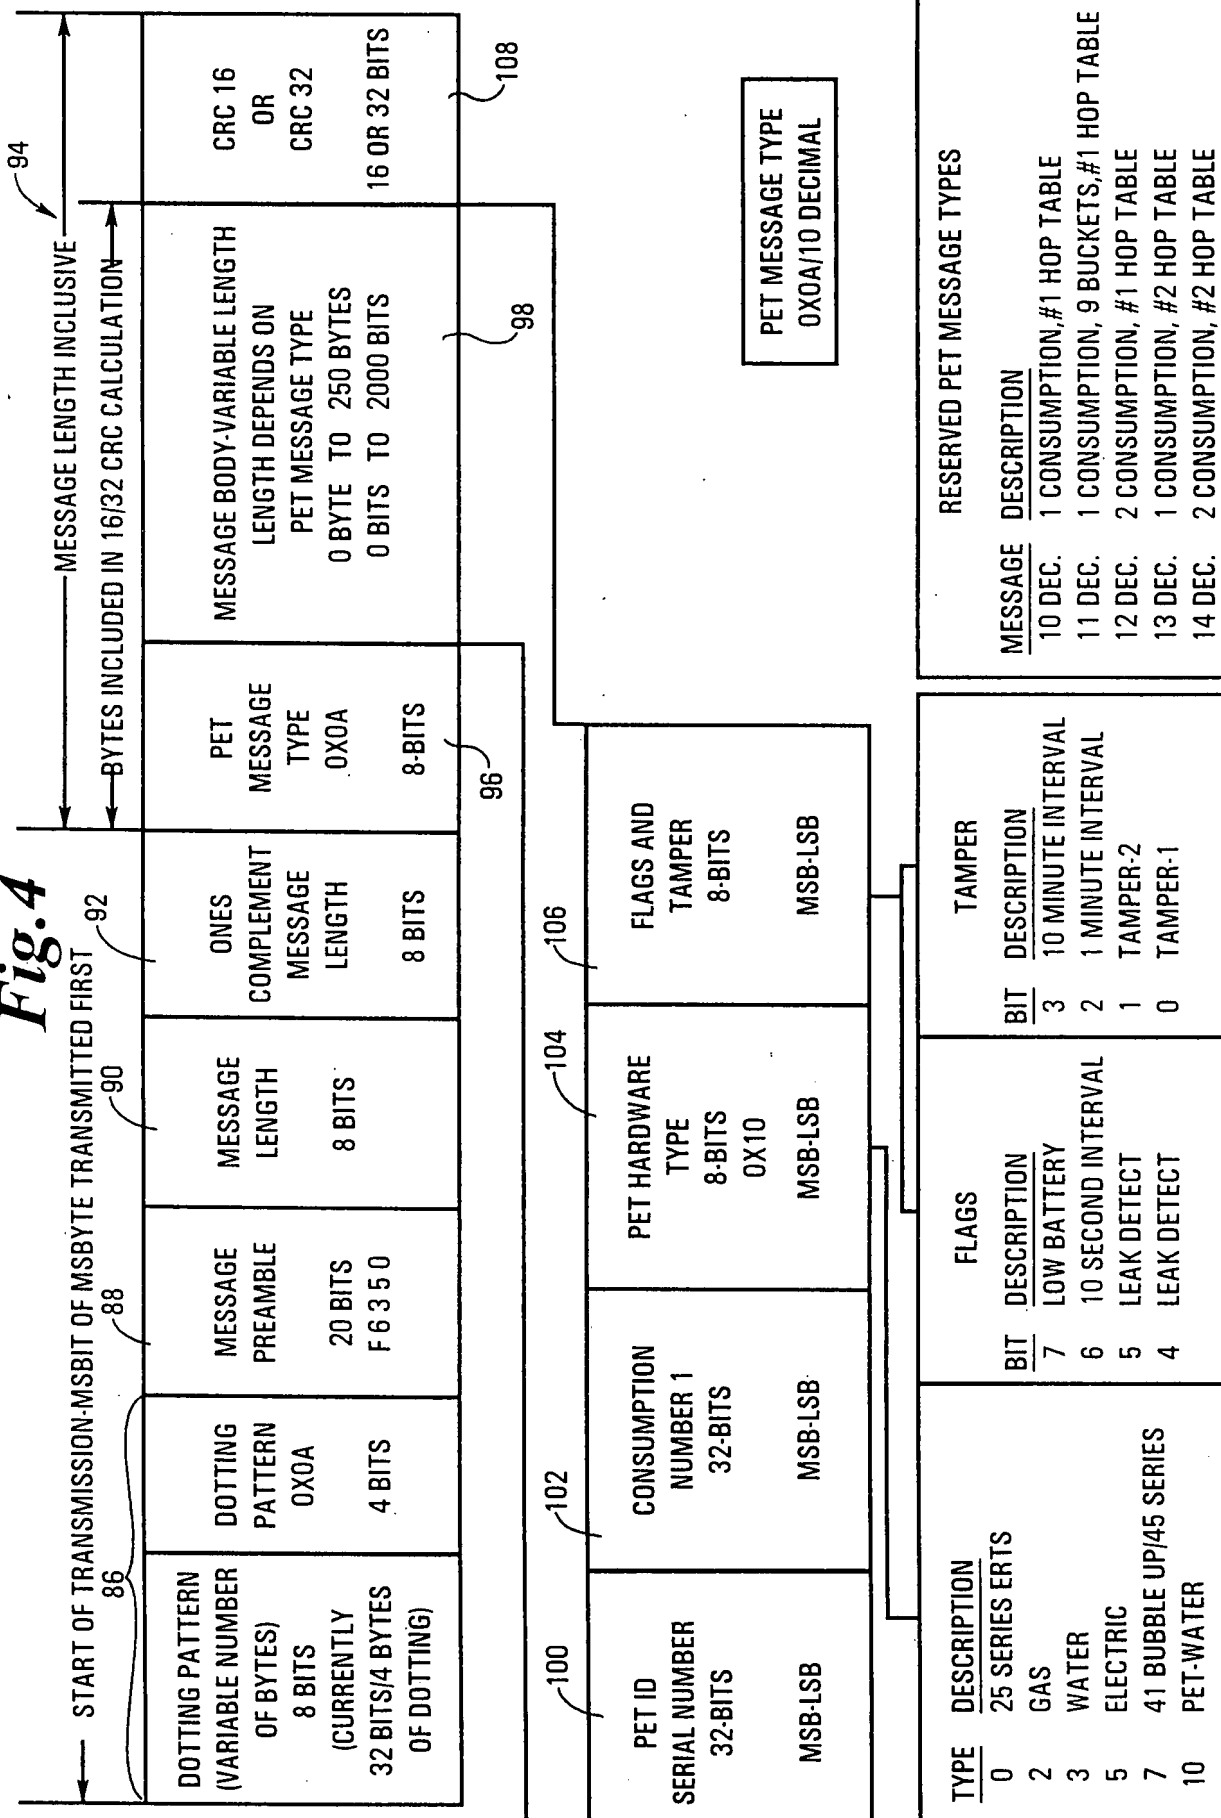 Fig.4
START OF TRANSMISSION-MSBIT OF MSBYTE TRANSMITTED FIRST
MESSAGE LENGTH INCLUSIVE
94
BYTES INCLUDED IN 16/32 CRC CALCULATION
86
88
90
92
DOTTING PATTERN
(VARIABLE NUMBER
OF BYTES)
8 BITS
(CURRENTLY
32 BITS/4 BYTES
OF DOTTING)
DOTTING
PATTERN
0X0A
4 BITS
MESSAGE
PREAMBLE
20 BITS
F 6 3 5 0
MESSAGE
LENGTH
8 BITS
ONES
COMPLEMENT
MESSAGE
LENGTH
8 BITS
PET
MESSAGE
TYPE
0X0A
8-BITS
96
MESSAGE BODY-VARIABLE LENGTH
LENGTH DEPENDS ON
PET MESSAGE TYPE
0 BYTE TO 250 BYTES
0 BITS TO 2000 BITS
98
CRC 16
OR
CRC 32
16 OR 32 BITS
108
100
PET ID
SERIAL NUMBER
32-BITS
MSB-LSB
102
CONSUMPTION
NUMBER 1
32-BITS
MSB-LSB
104
PET HARDWARE
TYPE
8-BITS
0X10
MSB-LSB
106
FLAGS AND
TAMPER
8-BITS
MSB-LSB
PET MESSAGE TYPE
0X0A/10 DECIMAL
TYPE DESCRIPTION
0 25 SERIES ERTS
2 GAS
3 WATER
5 ELECTRIC
7 41 BUBBLE UP/45 SERIES
10 PET-WATER
FLAGS
BIT DESCRIPTION
7 LOW BATTERY
6 10 SECOND INTERVAL
5 LEAK DETECT
4 LEAK DETECT
TAMPER
BIT DESCRIPTION
3 10 MINUTE INTERVAL
2 1 MINUTE INTERVAL
1 TAMPER-2
0 TAMPER-1
RESERVED PET MESSAGE TYPES
MESSAGE DESCRIPTION
10 DEC. 1 CONSUMPTION,#1 HOP TABLE
11 DEC. 1 CONSUMPTION, 9 BUCKETS,#1 HOP TABLE
12 DEC. 2 CONSUMPTION, #1 HOP TABLE
13 DEC. 1 CONSUMPTION, #2 HOP TABLE
14 DEC. 2 CONSUMPTION, #2 HOP TABLE